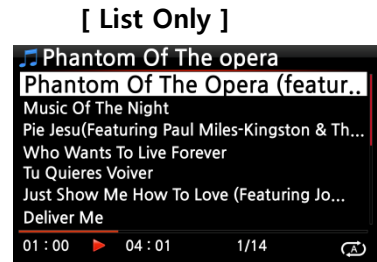 [ List Only ]
Phantom Of The opera
Phantom Of The Opera (featur..
Music Of The Night
Pie Jesu(Featuring Paul Miles-Kingston & Th...
Who Wants To Live Forever
Tu Quieres Voiver
Just Show Me How To Love (Featuring Jo...
Deliver Me
01 : 00 04 : 01 1/14 A